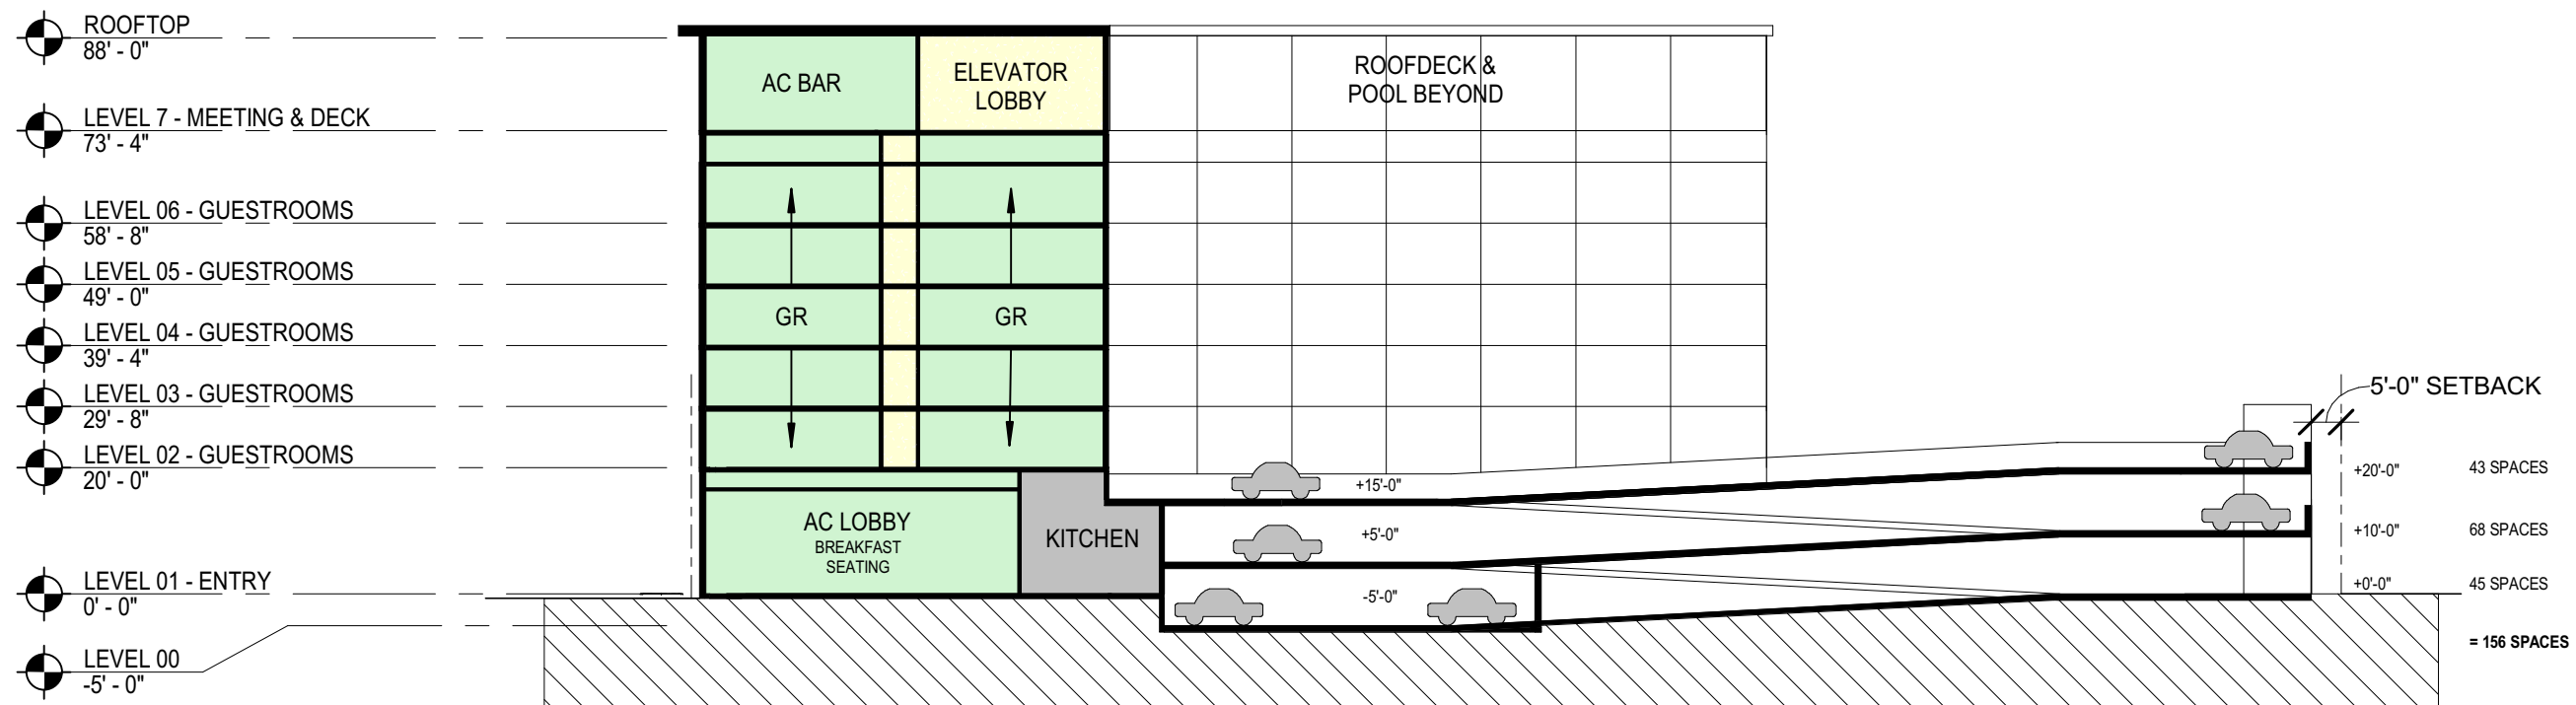 ROOFTOP
88' - 0"
LEVEL 7 - MEETING & DECK
73' - 4"
LEVEL 06 - GUESTROOMS
58' - 8"
LEVEL 05 - GUESTROOMS
49' - 0"
LEVEL 04 - GUESTROOMS
39' - 4"
LEVEL 03 - GUESTROOMS
29' - 8"
LEVEL 02 - GUESTROOMS
20' - 0"
LEVEL 01 - ENTRY
0' - 0"
LEVEL 00
-5' - 0"
AC BAR
ELEVATOR
LOBBY
ROOFDECK &
POOL BEYOND
GR
GR
AC LOBBY
BREAKFAST
SEATING
KITCHEN
+15'-0"
+5'-0"
-5'-0"
5'-0" SETBACK
+20'-0"
43 SPACES
+10'-0"
68 SPACES
+0'-0"
45 SPACES
= 156 SPACES